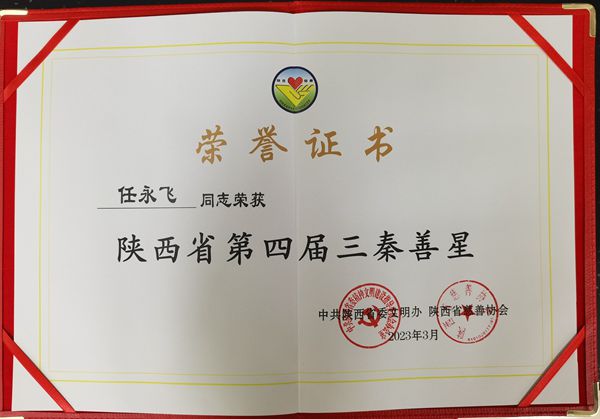 荣誉证书
任永飞 同志荣获
陕西省第四届三秦善星
中共陕西省委文明办 陕西省慈善协会
2023年3月